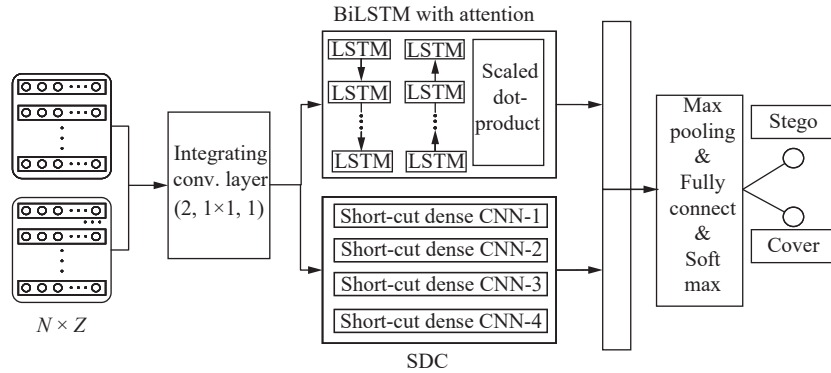 BiLSTM with attention
LSTM LSTM
LSTM LSTM
LSTM LSTM
Scaled
dot-
product
Integrating
conv. layer
(2, 1×1, 1)
Short-cut dense CNN-1
Short-cut dense CNN-2
Short-cut dense CNN-3
Short-cut dense CNN-4
SDC
N × Z
Max
pooling
&
Fully
connect
&
Soft
max
Stego
Cover